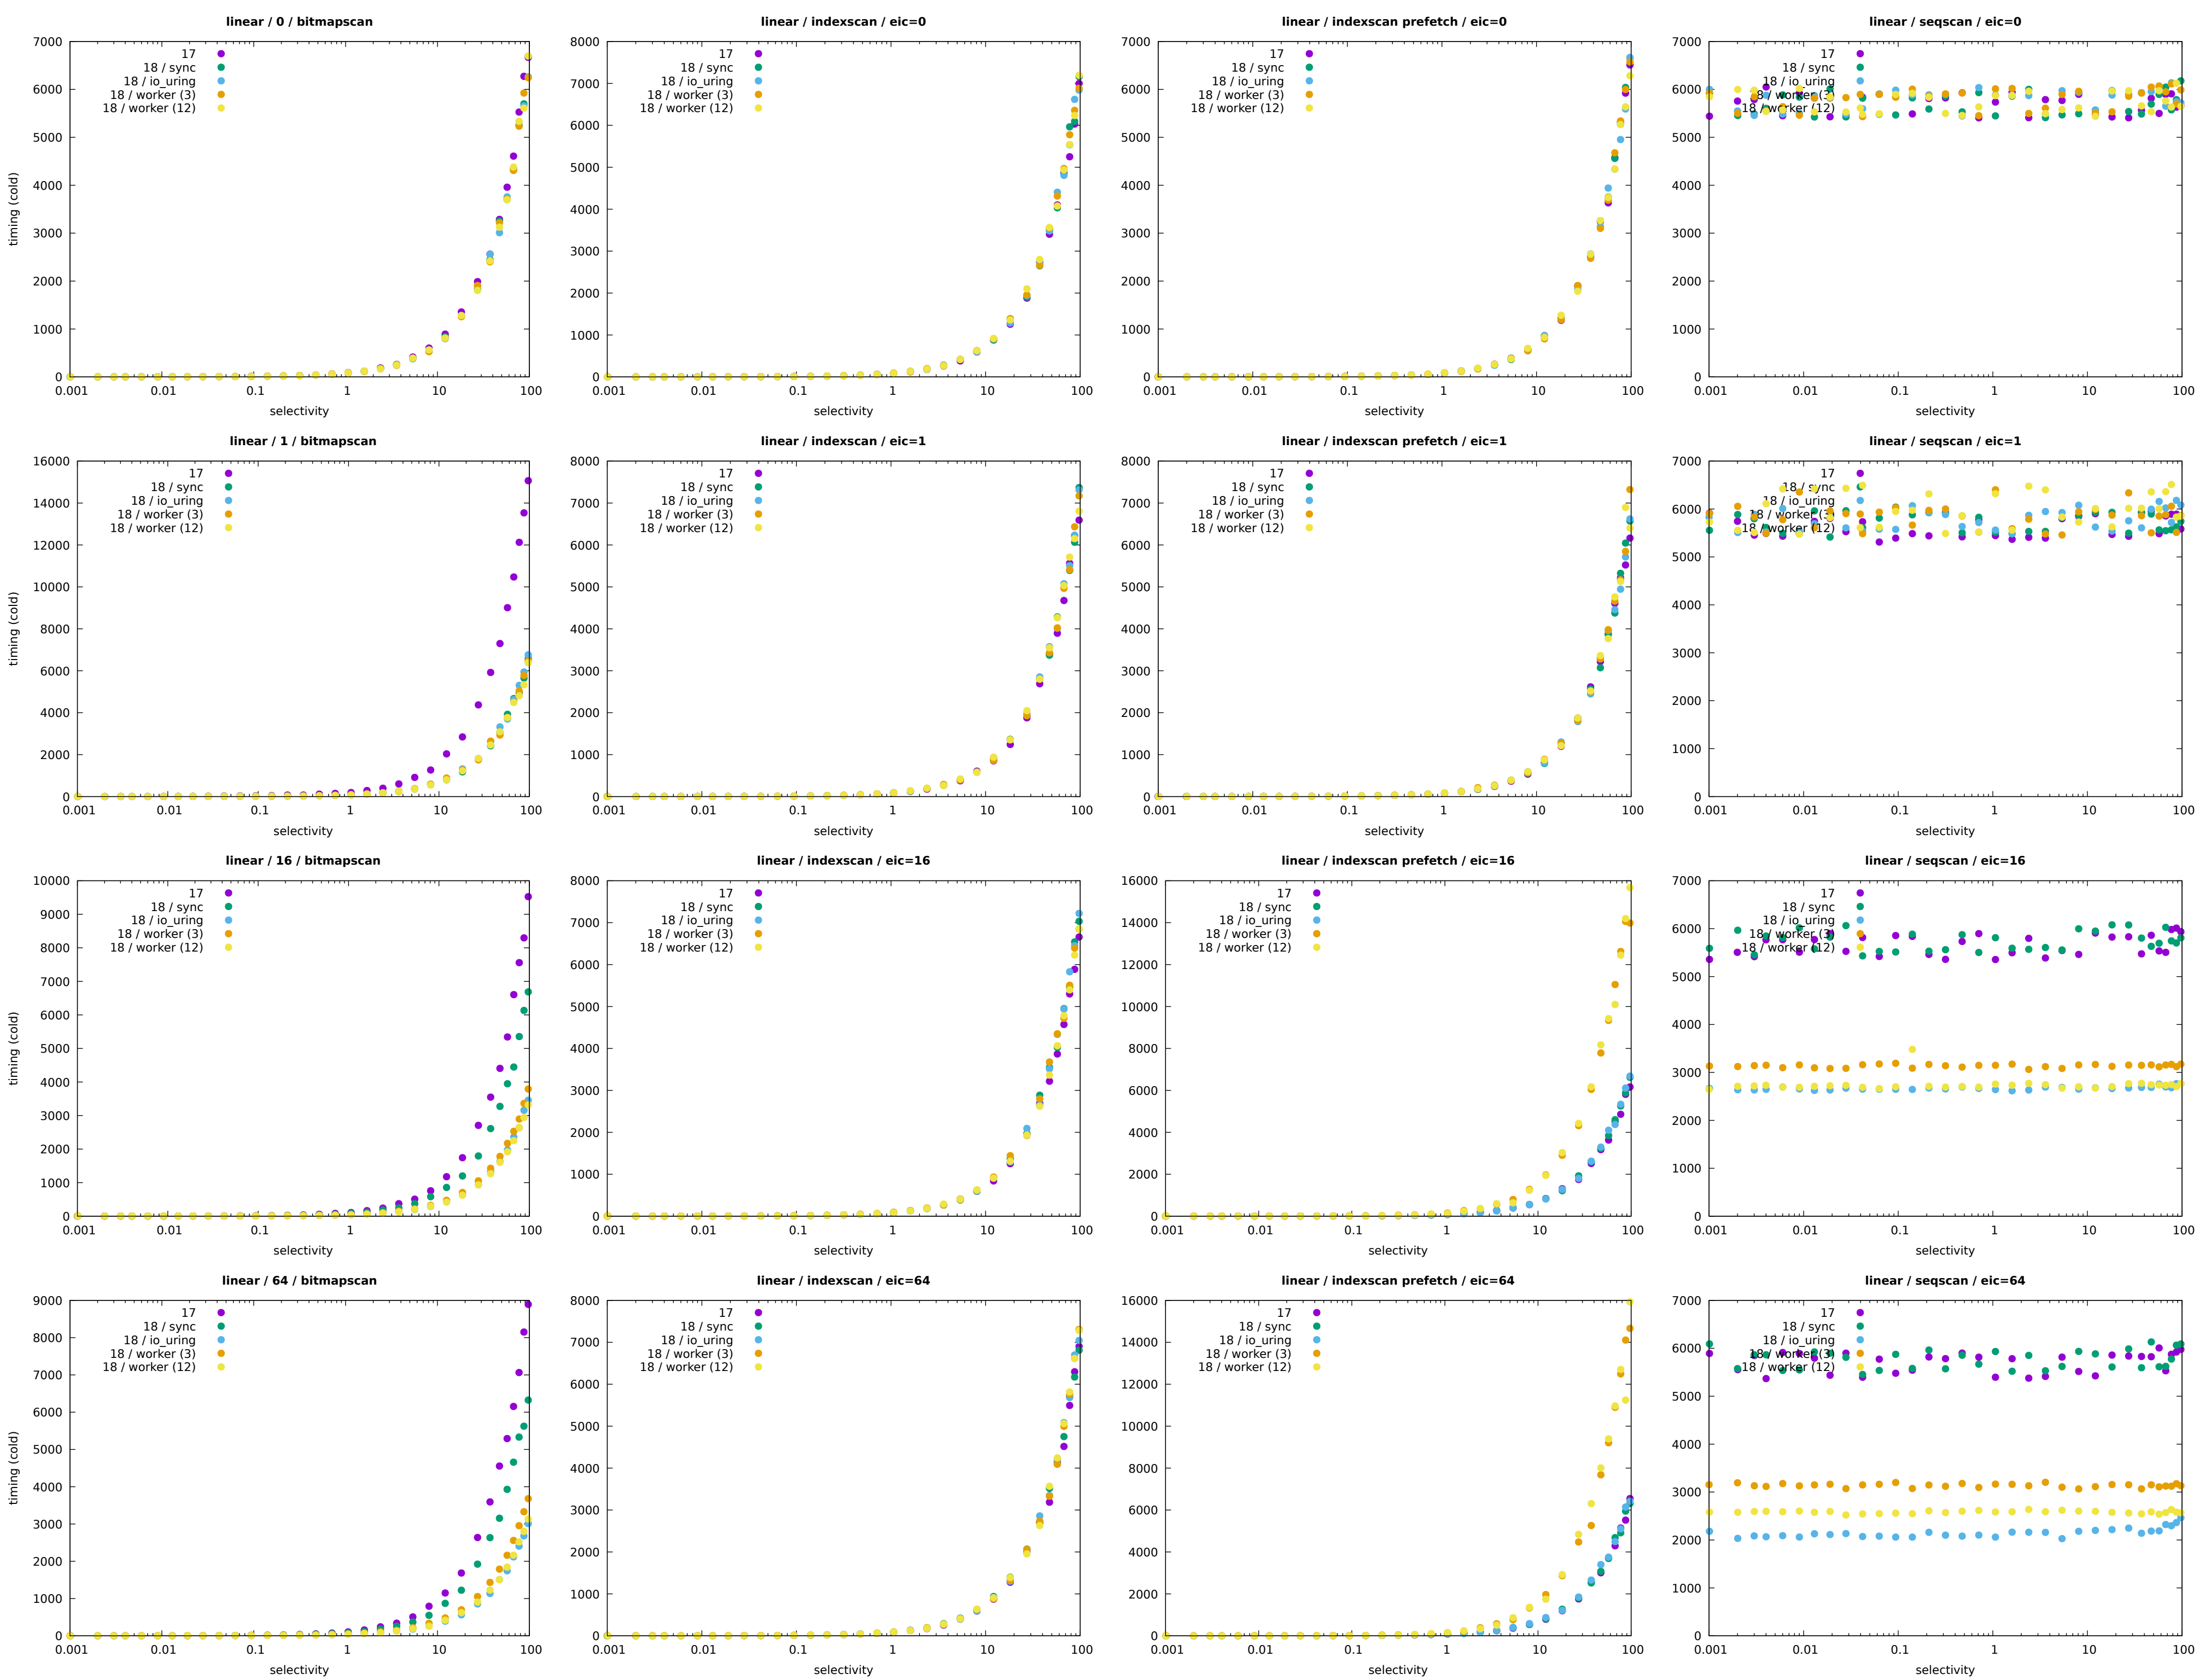 linear / 0 / bitmapscan
timing (cold)
7000
6000
5000
4000
3000
2000
1000
0
17
18 / sync
18 / io_uring
18 / worker (3)
18 / worker (12)
0.001 0.01 0.1 1 10 100
selectivity
linear / indexscan / eic=0
8000
7000
6000
5000
4000
3000
2000
1000
0
17
18 / sync
18 / io_uring
18 / worker (3)
18 / worker (12)
0.001 0.01 0.1 1 10 100
selectivity
linear / indexscan prefetch / eic=0
7000
6000
5000
4000
3000
2000
1000
0
17
18 / sync
18 / io_uring
18 / worker (3)
18 / worker (12)
0.001 0.01 0.1 1 10 100
selectivity
linear / seqscan / eic=0
7000
6000
5000
4000
3000
2000
1000
0
17
18 / sync
18 / io_uring
18 / worker (3)
18 / worker (12)
0.001 0.01 0.1 1 10 100
selectivity
linear / 1 / bitmapscan
timing (cold)
16000
14000
12000
10000
8000
6000
4000
2000
0
17
18 / sync
18 / io_uring
18 / worker (3)
18 / worker (12)
0.001 0.01 0.1 1 10 100
selectivity
linear / indexscan / eic=1
8000
7000
6000
5000
4000
3000
2000
1000
0
17
18 / sync
18 / io_uring
18 / worker (3)
18 / worker (12)
0.001 0.01 0.1 1 10 100
selectivity
linear / indexscan prefetch / eic=1
8000
7000
6000
5000
4000
3000
2000
1000
0
17
18 / sync
18 / io_uring
18 / worker (3)
18 / worker (12)
0.001 0.01 0.1 1 10 100
selectivity
linear / seqscan / eic=1
7000
6000
5000
4000
3000
2000
1000
0
17
18 / sync
18 / io_uring
18 / worker (3)
18 / worker (12)
0.001 0.01 0.1 1 10 100
selectivity
linear / 16 / bitmapscan
timing (cold)
10000
9000
8000
7000
6000
5000
4000
3000
2000
1000
0
17
18 / sync
18 / io_uring
18 / worker (3)
18 / worker (12)
0.001 0.01 0.1 1 10 100
selectivity
linear / indexscan / eic=16
8000
7000
6000
5000
4000
3000
2000
1000
0
17
18 / sync
18 / io_uring
18 / worker (3)
18 / worker (12)
0.001 0.01 0.1 1 10 100
selectivity
linear / indexscan prefetch / eic=16
16000
14000
12000
10000
8000
6000
4000
2000
0
17
18 / sync
18 / io_uring
18 / worker (3)
18 / worker (12)
0.001 0.01 0.1 1 10 100
selectivity
linear / seqscan / eic=16
7000
6000
5000
4000
3000
2000
1000
0
17
18 / sync
18 / io_uring
18 / worker (3)
18 / worker (12)
0.001 0.01 0.1 1 10 100
selectivity
linear / 64 / bitmapscan
timing (cold)
9000
8000
7000
6000
5000
4000
3000
2000
1000
0
17
18 / sync
18 / io_uring
18 / worker (3)
18 / worker (12)
0.001 0.01 0.1 1 10 100
selectivity
linear / indexscan / eic=64
8000
7000
6000
5000
4000
3000
2000
1000
0
17
18 / sync
18 / io_uring
18 / worker (3)
18 / worker (12)
0.001 0.01 0.1 1 10 100
selectivity
linear / indexscan prefetch / eic=64
16000
14000
12000
10000
8000
6000
4000
2000
0
17
18 / sync
18 / io_uring
18 / worker (3)
18 / worker (12)
0.001 0.01 0.1 1 10 100
selectivity
linear / seqscan / eic=64
7000
6000
5000
4000
3000
2000
1000
0
17
18 / sync
18 / io_uring
18 / worker (3)
18 / worker (12)
0.001 0.01 0.1 1 10 100
selectivity